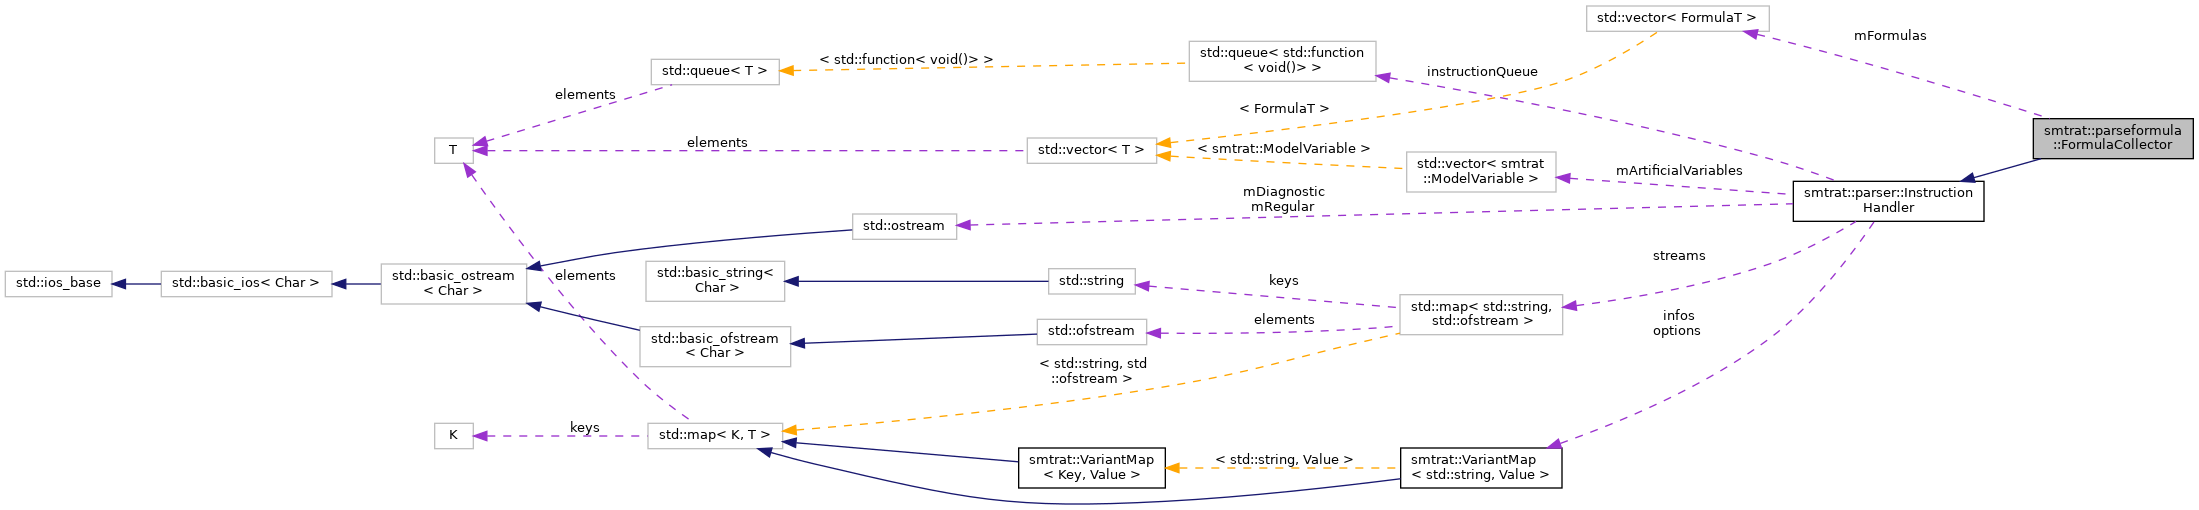 std::vector< FormulaT >
mFormulas
std::queue< std::function
< void()> >
< std::function< void()> >
std::queue< T >
instructionQueue
elements
< FormulaT >
smtrat::parseformula
::FormulaCollector
T
elements
std::vector< T >
< smtrat::ModelVariable >
std::vector< smtrat
::ModelVariable >
mArtificialVariables
smtrat::parser::Instruction
Handler
mDiagnostic
mRegular
std::ostream
streams
std::ios_base
std::basic_ios< Char >
std::basic_ostream
< Char >
elements
std::basic_string<
Char >
std::string
keys
std::map< std::string,
std::ofstream >
infos
options
elements
std::ofstream
std::basic_ofstream
< Char >
< std::string, std
::ofstream >
K
keys
std::map< K, T >
smtrat::VariantMap
< Key, Value >
< std::string, Value >
smtrat::VariantMap
< std::string, Value >